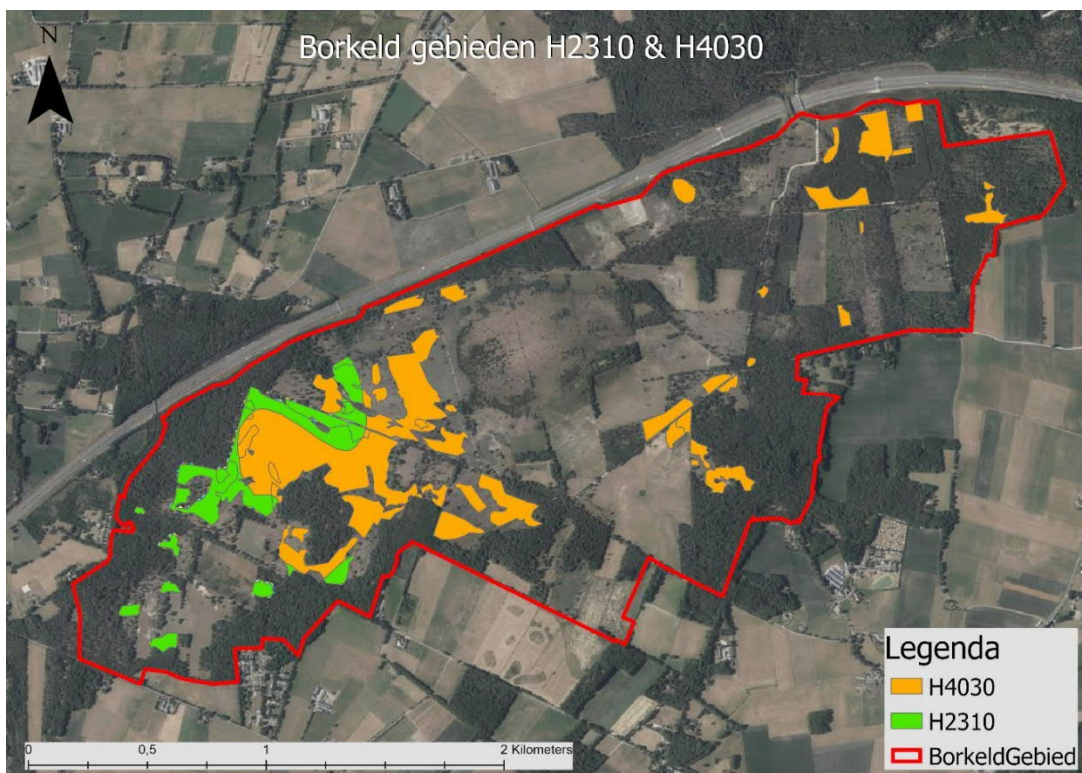 Borkeld gebieden H2310 & H4030
N
Legenda
H4030
H2310
BorkeldGebied
0 0,5 1 2 Kilometers